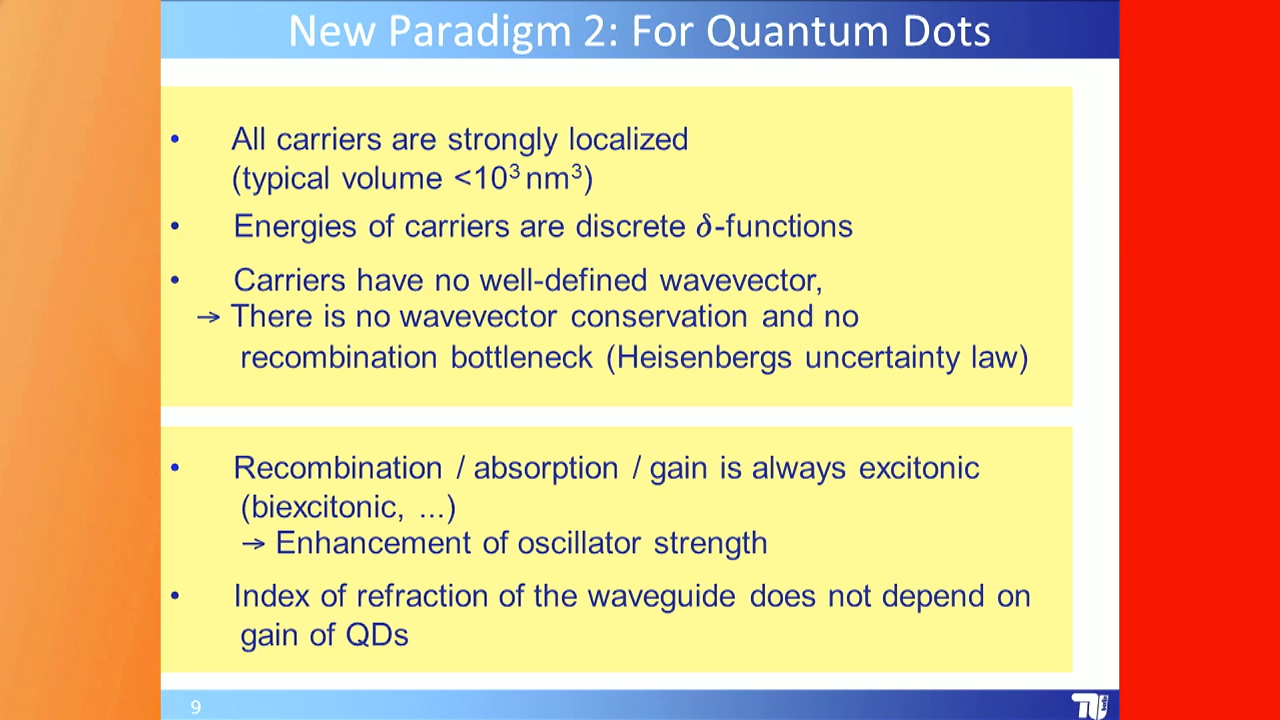 New Paradigm 2: For Quantum Dots
• All carriers are strongly localized
(typical volume <10³ nm³)
• Energies of carriers are discrete δ-functions
• Carriers have no well-defined wavevector,
→ There is no wavevector conservation and no
recombination bottleneck (Heisenbergs uncertainty law)
• Recombination / absorption / gain is always excitonic
(biexcitonic, ...)
→ Enhancement of oscillator strength
• Index of refraction of the waveguide does not depend on
gain of QDs
9